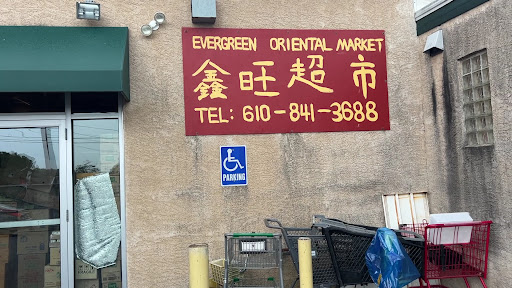 EVERGREEN ORIENTAL MARKET
鑫旺超市
TEL: 610-841-3688
PARKING